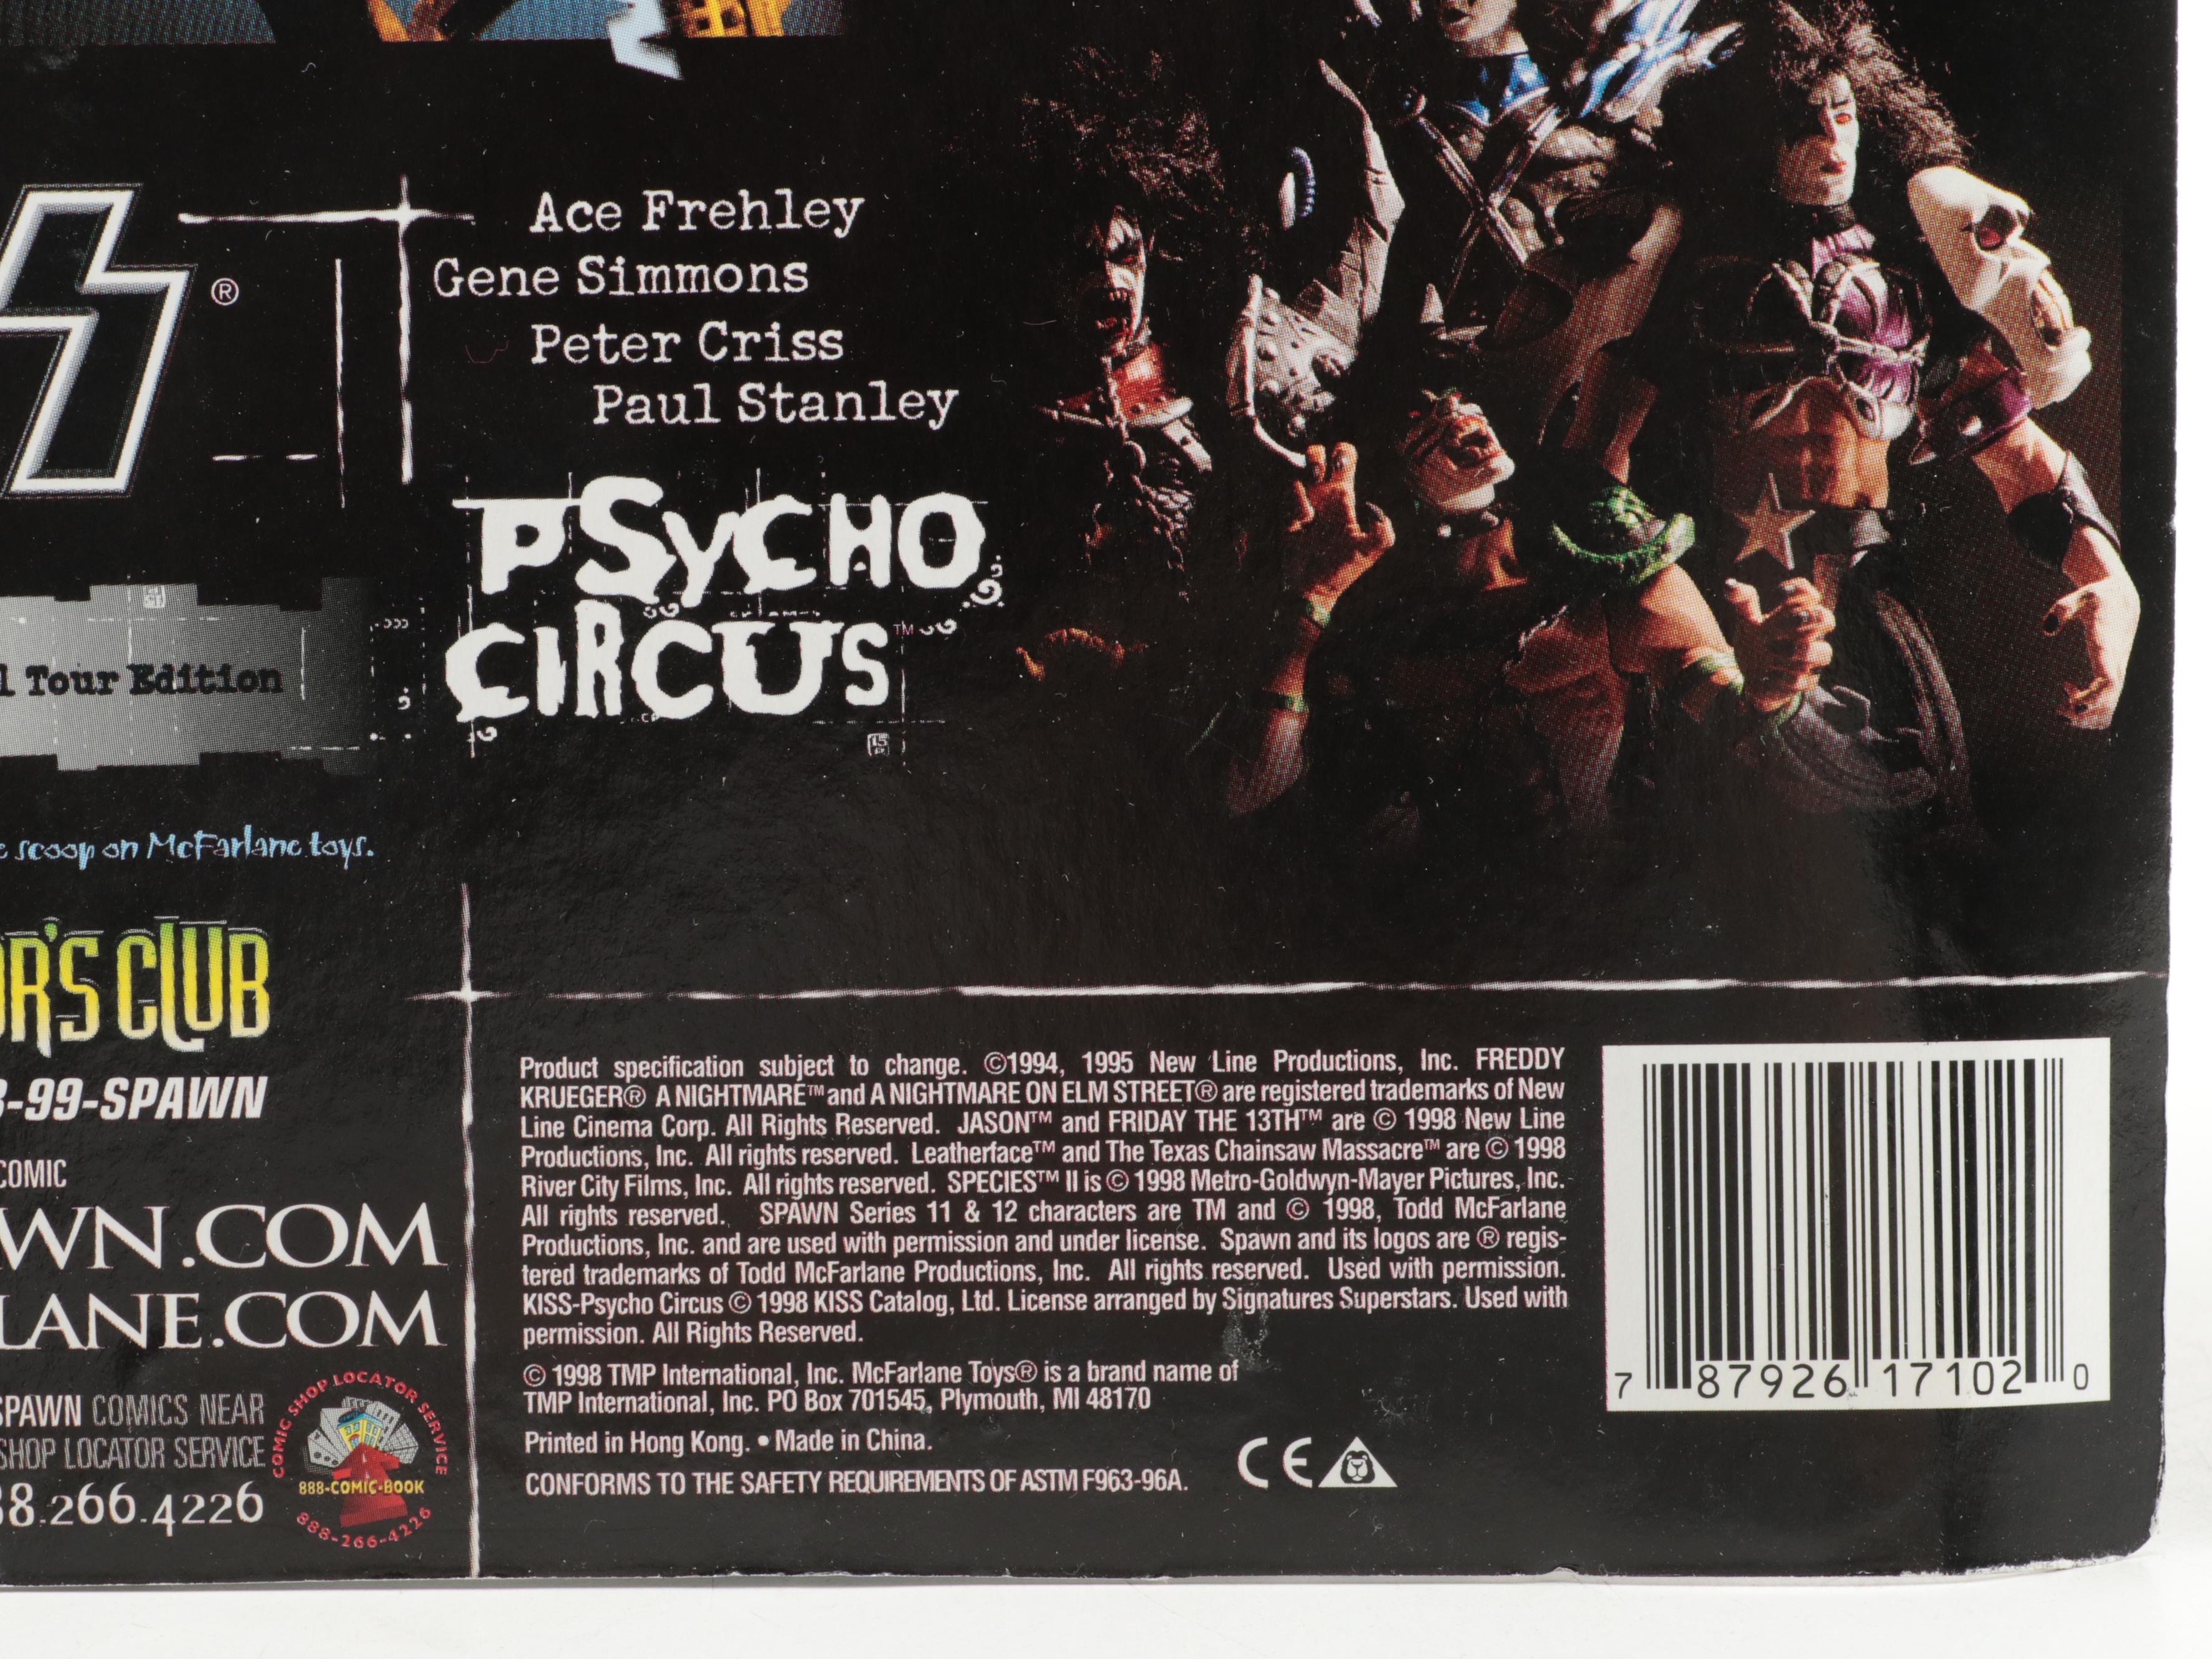 ®
Ace Frehley
Gene Simmons
Peter Criss
Paul Stanley
PSYCHO
CIRCUS™
Tour Edition
scoop on McFarlane toys.
CLUB
-99-SPAWN
COMIC
WN.COM
LANE.COM
SPAWN COMICS NEAR
SHOP LOCATOR SERVICE
8.266.4226
COMIC SHOP LOCATOR SERVICE
888-COMIC-BOOK
888-266-4226
Product specification subject to change. ©1994, 1995 New Line Productions, Inc. FREDDY
KRUEGER® A NIGHTMARE™ and A NIGHTMARE ON ELM STREET® are registered trademarks of New
Line Cinema Corp. All Rights Reserved. JASON™ and FRIDAY THE 13TH™ are © 1998 New Line
Productions, Inc. All rights reserved. Leatherface™ and The Texas Chainsaw Massacre™ are © 1998
River City Films, Inc. All rights reserved. SPECIES™ II is © 1998 Metro-Goldwyn-Mayer Pictures, Inc.
All rights reserved. SPAWN Series 11 & 12 characters are TM and © 1998, Todd McFarlane
Productions, Inc. and are used with permission and under license. Spawn and its logos are ® regis-
tered trademarks of Todd McFarlane Productions, Inc. All rights reserved. Used with permission.
KISS-Psycho Circus © 1998 KISS Catalog, Ltd. License arranged by Signatures Superstars. Used with
permission. All Rights Reserved.
© 1998 TMP International, Inc. McFarlane Toys® is a brand name of
TMP International, Inc. PO Box 701545, Plymouth, MI 48170
Printed in Hong Kong. • Made in China.
CONFORMS TO THE SAFETY REQUIREMENTS OF ASTM F963-96A.
CE
7 87926 17102 0